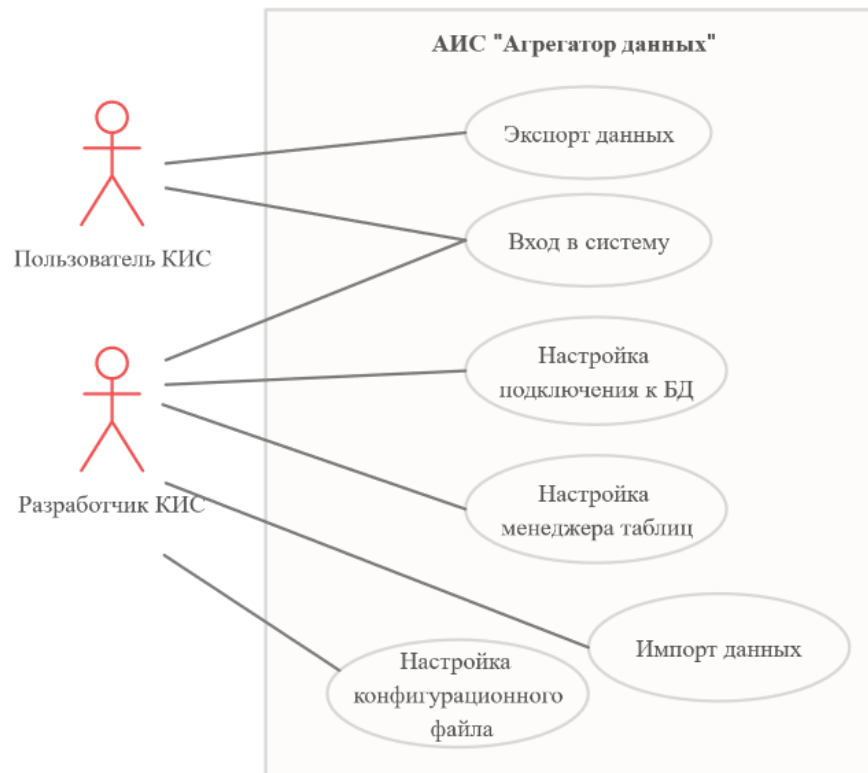 АИС "Агрегатор данных"
Экспорт данных
Вход в систему
Пользователь КИС
Настройка
подключения к БД
Разработчик КИС
Настройка
менеджера таблиц
Импорт данных
Настройка
конфигурационного
файла